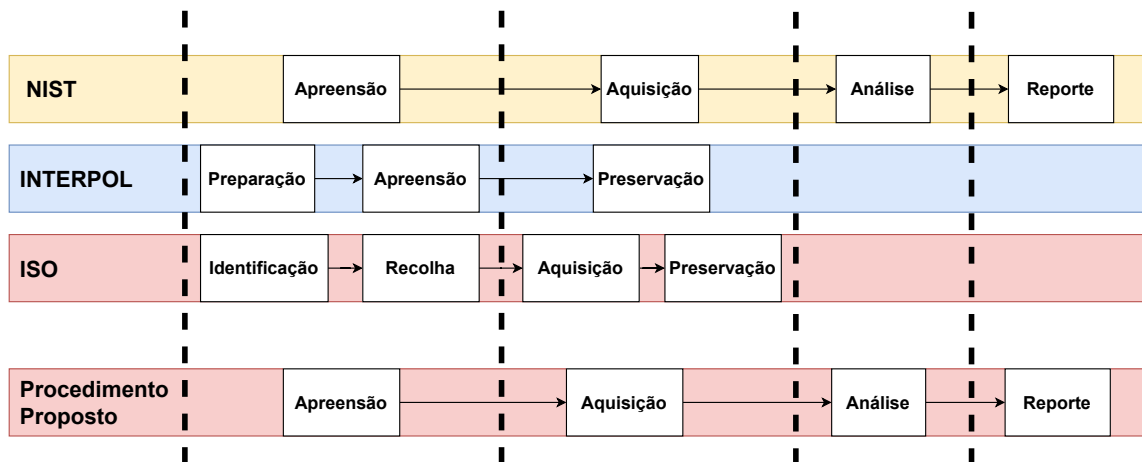 NIST
Apreensão
Aquisição
Análise
Reporte
INTERPOL
Preparação
Apreensão
Preservação
ISO
Identificação
Recolha
Aquisição
Preservação
Procedimento
Proposto
Apreensão
Aquisição
Análise
Reporte